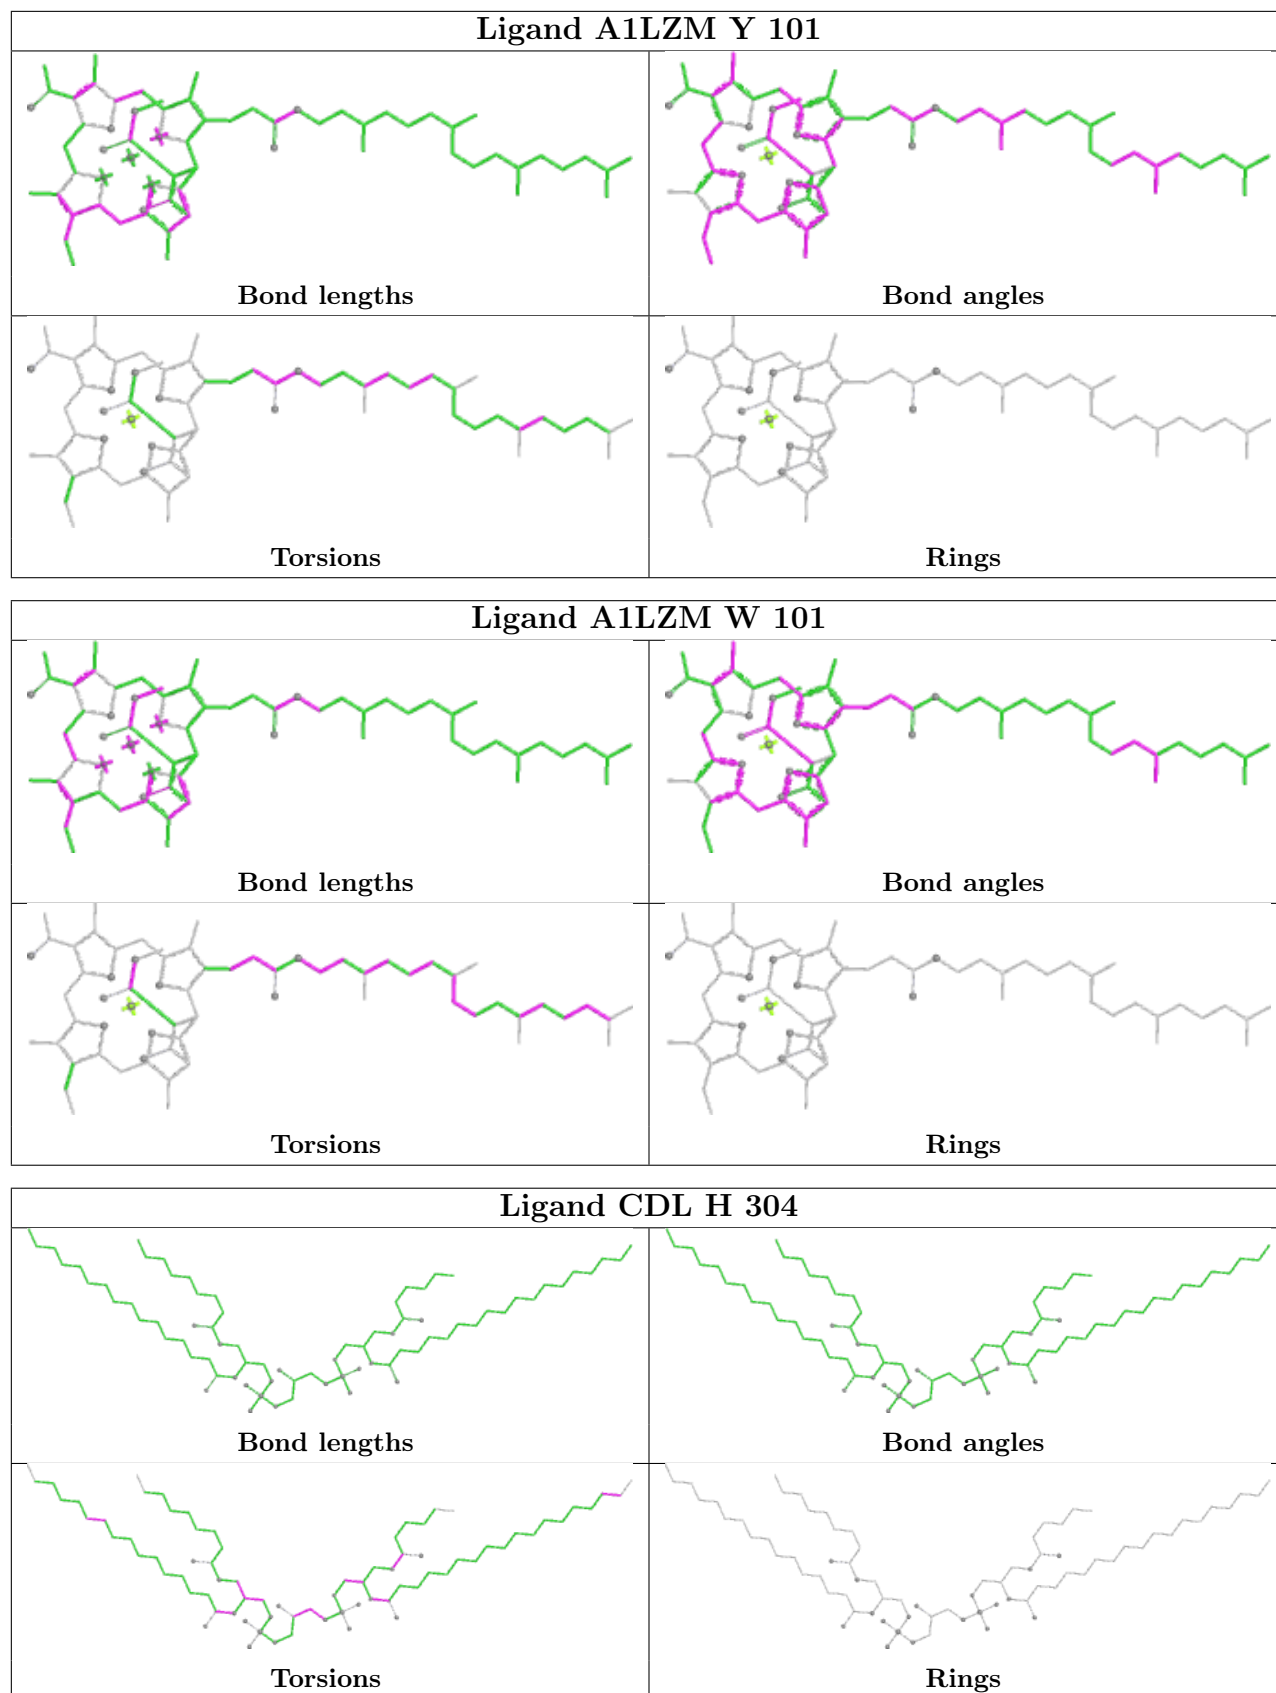 Ligand A1LZM Y 101
Bond lengths
Bond angles
Torsions
Rings
Ligand A1LZM W 101
Bond lengths
Bond angles
Torsions
Rings
Ligand CDL H 304
Bond lengths
Bond angles
Torsions
Rings